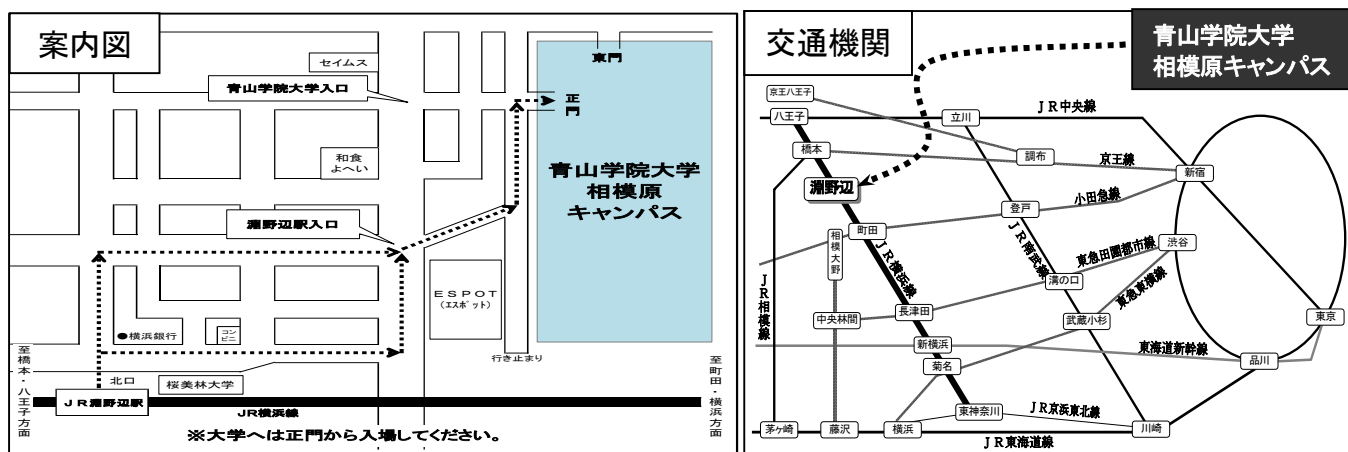 案内図
セイムス
青山学院大学入口
東門
正門
和食
よへい
青山学院大学
相模原
キャンパス
淵野辺駅入口
ESPOT
(エスポット)
●横浜銀行
コン
ビニ
行き止まり
至橋本・八王子方面
至町田・横浜方面
北口
桜美林大学
JR淵野辺駅
JR横浜線
※大学へは正門から入場してください。
交通機関
青山学院大学
相模原キャンパス
京王八王子
八王子
立川
JR中央線
橋本
調布
京王線
新宿
淵野辺
小田急線
登戸
町田
相模大野
JR横浜線
JR南武線
東急田園都市線
渋谷
溝の口
東急東横線
JR相模線
長津田
中央林間
武蔵小杉
東京
新横浜
東海道新幹線
品川
菊名
東神奈川
JR京浜東北線
茅ヶ崎
藤沢
横浜
川崎
JR東海道線